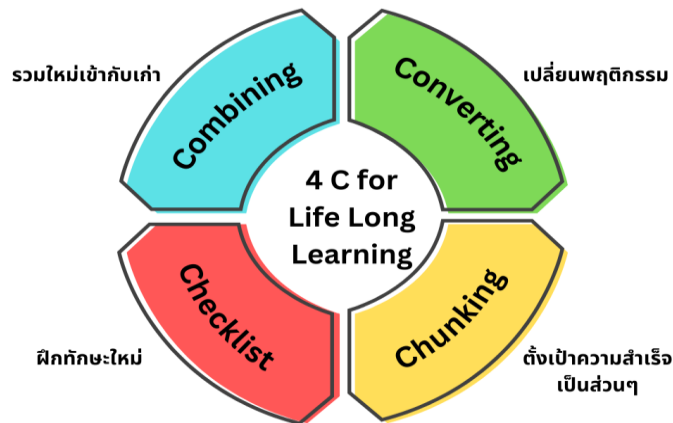 รวมใหม่เข้ากับเก่า
Combining
Converting
เปลี่ยนพฤติกรรม
4 C for
Life Long
Learning
ฝึกทักษะใหม่
Checklist
Chunking
ตั้งเป้าความสำเร็จ
เป็นส่วนๆ